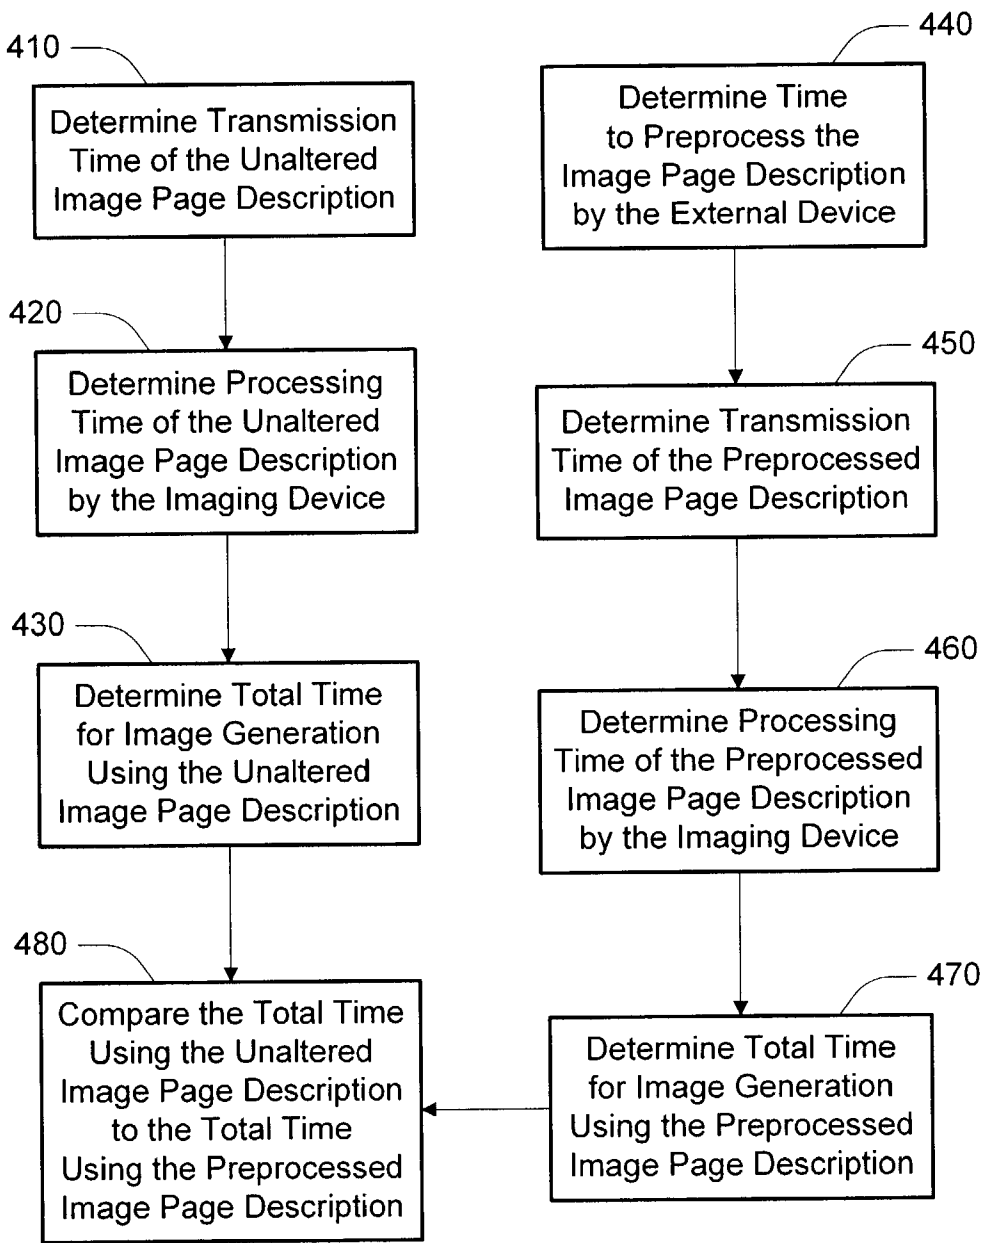 410
Determine Transmission
Time of the Unaltered
Image Page Description
420
Determine Processing
Time of the Unaltered
Image Page Description
by the Imaging Device
430
Determine Total Time
for Image Generation
Using the Unaltered
Image Page Description
480
Compare the Total Time
Using the Unaltered
Image Page Description
to the Total Time
Using the Preprocessed
Image Page Description
440
Determine Time
to Preprocess the
Image Page Description
by the External Device
450
Determine Transmission
Time of the Preprocessed
Image Page Description
460
Determine Processing
Time of the Preprocessed
Image Page Description
by the Imaging Device
470
Determine Total Time
for Image Generation
Using the Preprocessed
Image Page Description